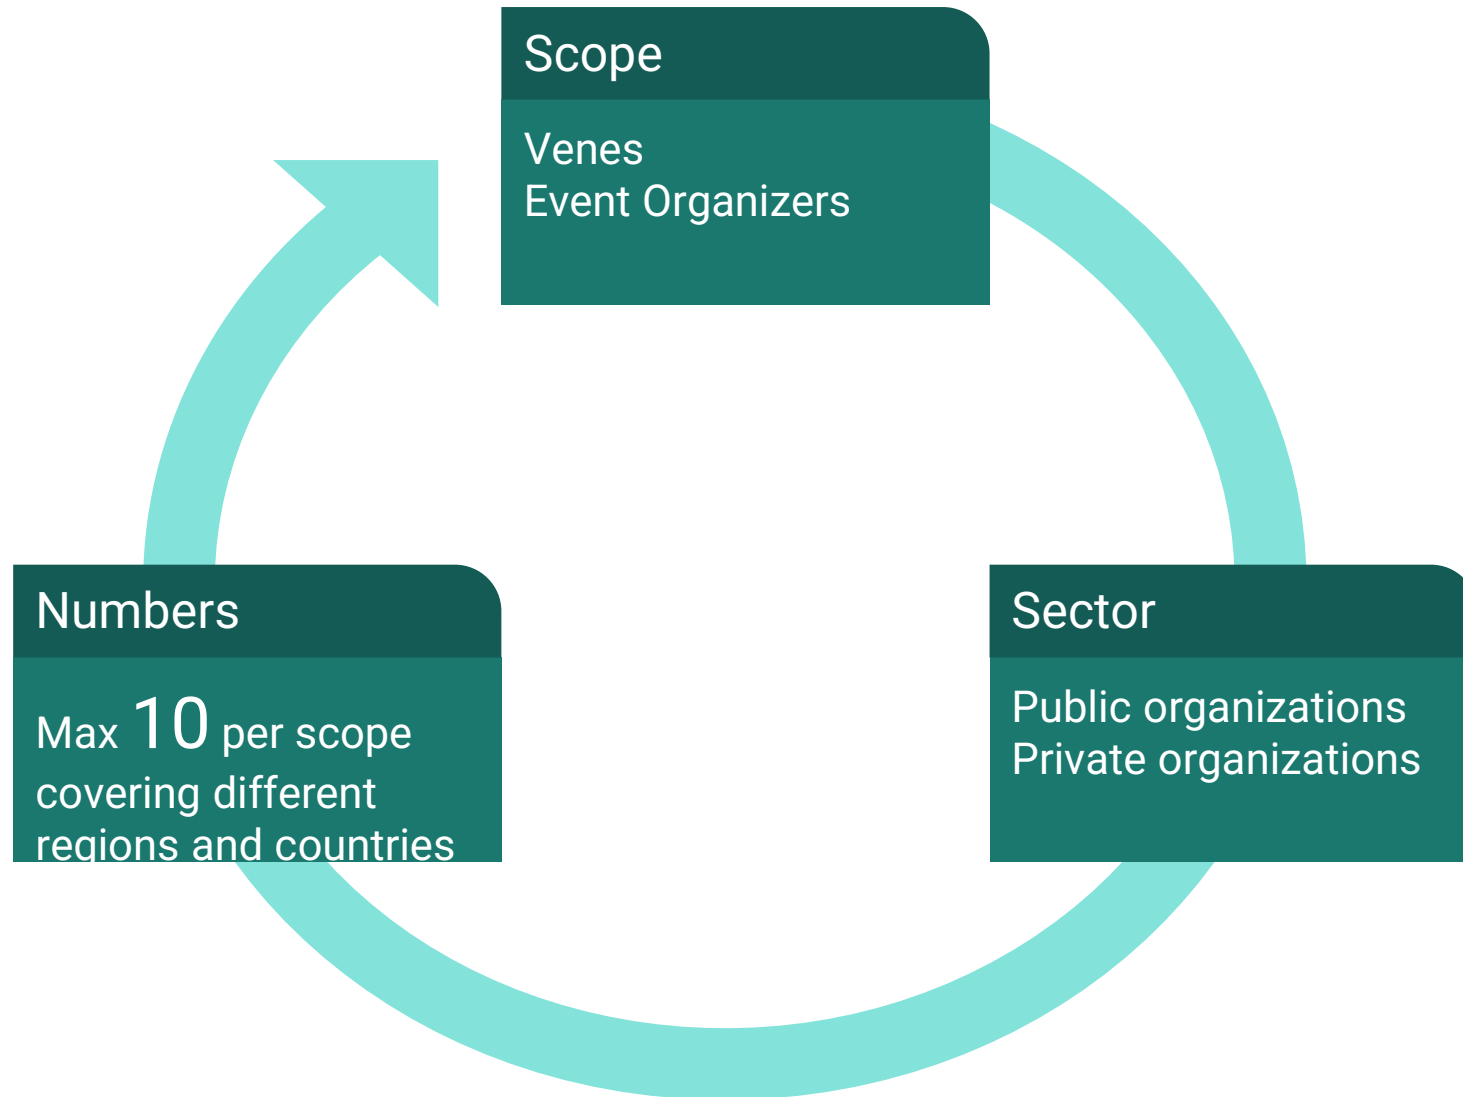 Scope
Venes
Event Organizers
Sector
Public organizations
Private organizations
Numbers
Max 10 per scope
covering different
regions and countries